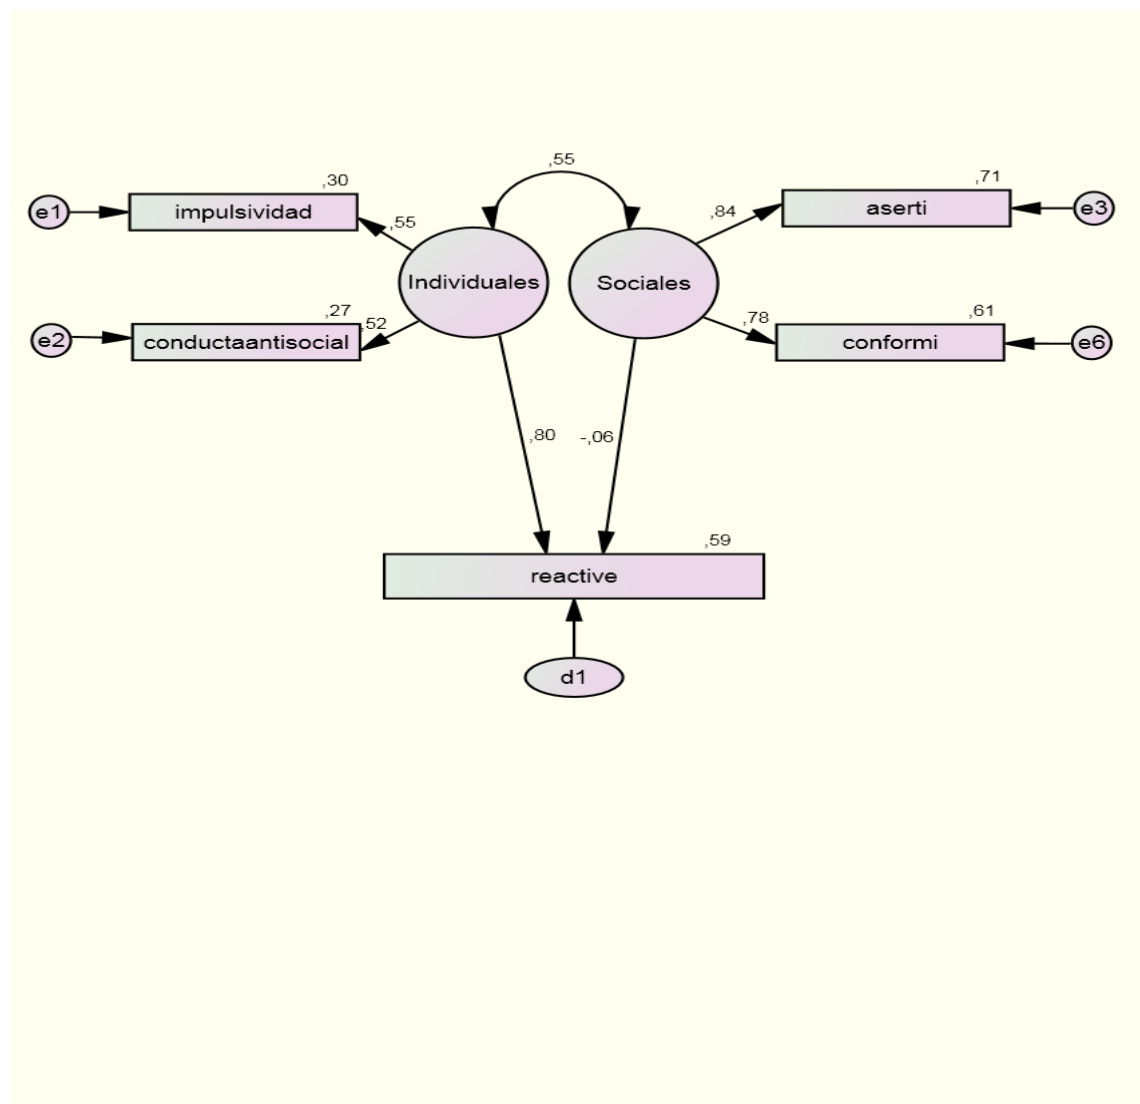 ,55
,30
,71
e1
impulsividad
,55
,84
aserti
e3
Individuales
Sociales
,27
,52
,78
,61
e2
conductaantisocial
conformi
e6
,80
-,06
,59
reactive
d1